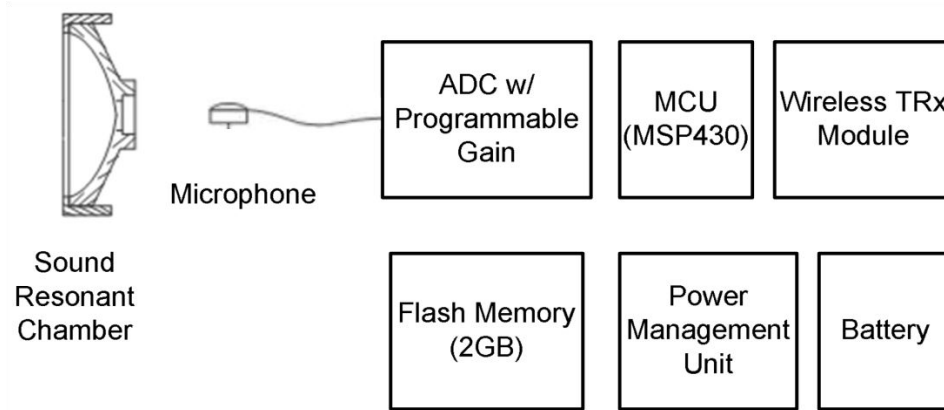 ADC w/
Programmable
Gain
MCU
(MSP430)
Wireless TRx
Module
Microphone
Sound
Resonant
Chamber
Flash Memory
(2GB)
Power
Management
Unit
Battery